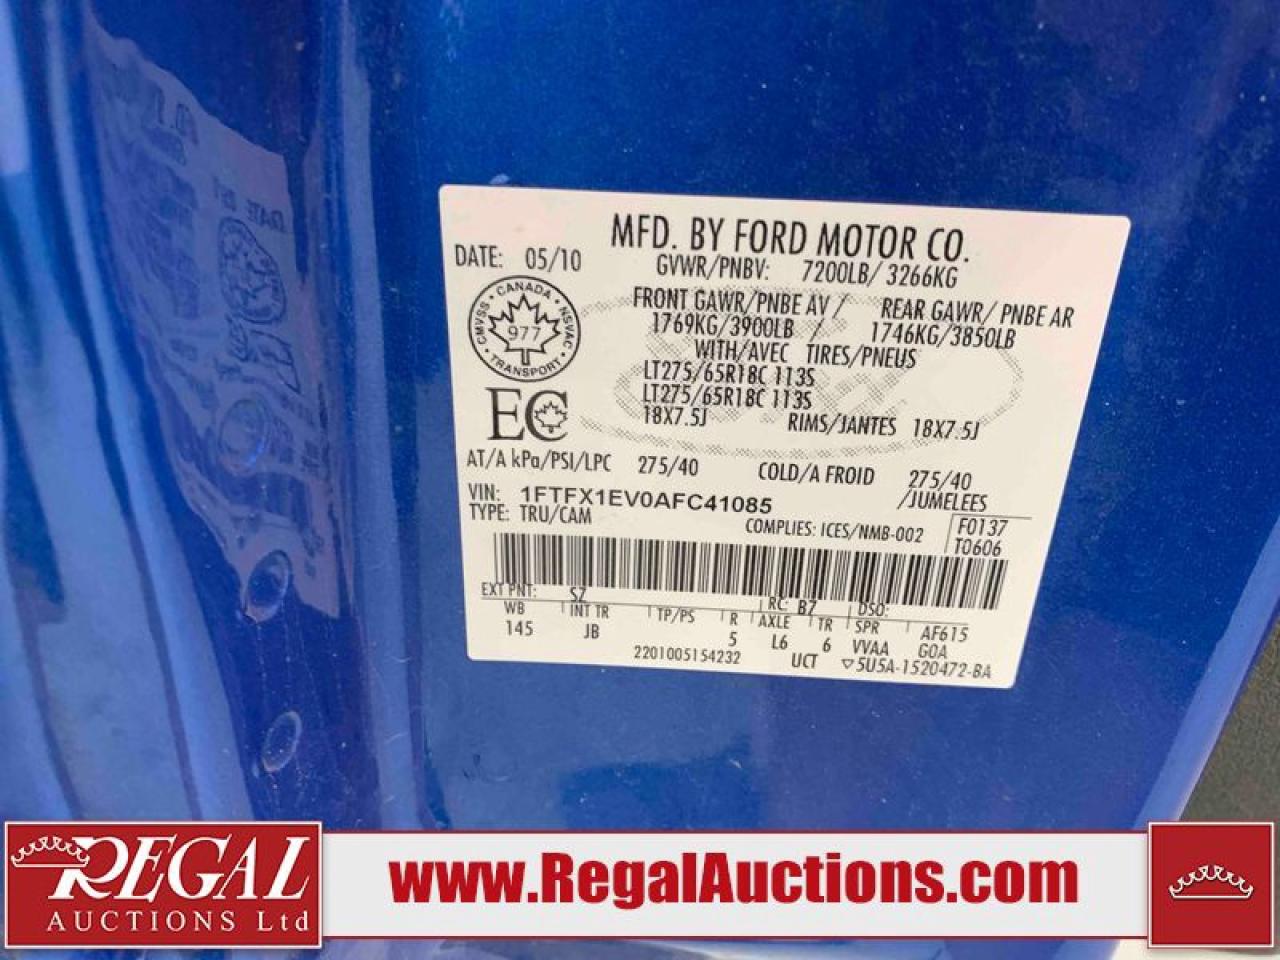 MFD. BY FORD MOTOR CO.
DATE: 05/10
GVWR/PNBV: 7200LB/ 3266KG
FRONT GAWR/PNBE AV / REAR GAWR/ PNBE AR
1769KG/3900LB / 1746KG/3850LB
WITH/AVEC TIRES/PNEUS
LT275/65R18C 113S
LT275/65R18C 113S
18X7.5J RIMS/JANTES 18X7.5J
CANADA
CMVSS · NSVAC
977
TRANSPORT
EC
AT/A kPa/PSI/LPC 275/40 COLD/A FROID 275/40
VIN: 1FTFX1EV0AFC41085 /JUMELEES
TYPE: TRU/CAM COMPLIES: ICES/NMB-002 F0137
T0606
EXT PNT: SZ RC: B7 DSO:
WB INT TR TP/PS R AXLE TR SPR AF615
145 JB 5 L6 6 VVAA GOA
2201005154232 UCT ▽5U5A-1520472-BA
REGAL
AUCTIONS Ltd
www.RegalAuctions.com